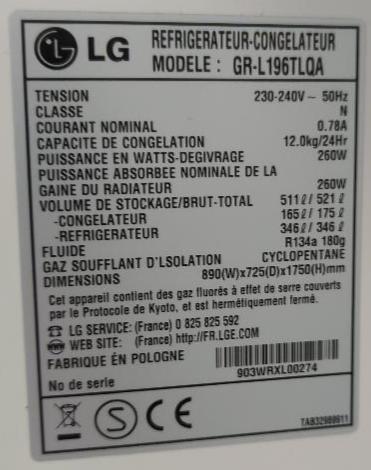 LG
REFRIGERATEUR-CONGELATEUR
MODELE : GR-L196TLQA
TENSION 230-240V ~ 50Hz
CLASSE N
COURANT NOMINAL 0.78A
CAPACITE DE CONGELATION 12.0kg/24Hr
PUISSANCE EN WATTS-DEGIVRAGE 260W
PUISSANCE ABSORBEE NOMINALE DE LA
GAINE DU RADIATEUR 260W
VOLUME DE STOCKAGE/BRUT-TOTAL 511ℓ/ 521 ℓ
-CONGELATEUR 165ℓ/ 175 ℓ
-REFRIGERATEUR 346ℓ/ 346 ℓ
FLUIDE R134a 180g
GAZ SOUFFLANT D'LSOLATION CYCLOPENTANE
DIMENSIONS 890(W)x725(D)x1750(H)mm
Cet appareil contient des gaz fluorés à effet de serre couverts
par le Protocole de Kyoto, et est hermétiquement fermé.
LG SERVICE: (France) 0 825 825 592
WEB SITE: (France) http://FR.LGE.COM
FABRIQUE EN POLOGNE
903WRXL00274
No de serie
S CE